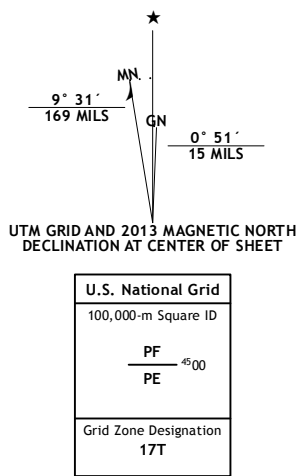 ★
MN
9° 31´
169 MILS
GN
0° 51´
15 MILS
UTM GRID AND 2013 MAGNETIC NORTH
DECLINATION AT CENTER OF SHEET
U.S. National Grid
100,000-m Square ID
PF
4500
PE
Grid Zone Designation
17T